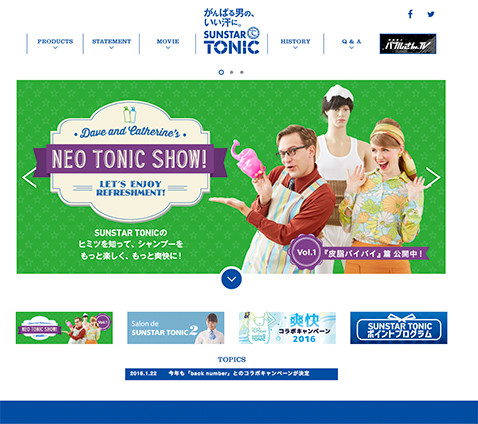 がんばる男の、
いい汗に。
SUNSTAR
TONIC
PRODUCTS
STATEMENT
MOVIE
HISTORY
Q & A
バブルさん.TV
Dave and Catherine's
NEO TONIC SHOW!
LET'S ENJOY
REFRESHMENT!
SUNSTAR TONICの
ヒミツを知って、シャンプーを
もっと楽しく、もっと爽快に!
Vol.1
『皮脂バイバイ』篇 公開中!
Dave and Catherine's
NEO TONIC SHOW!
Vol.1
Salon de
SUNSTAR TONIC 2
爽快
コラボキャンペーン
2016
SUNSTAR TONIC
ポイントプログラム
TOPICS
2016.1.22 今年も「back number」とのコラボキャンペーンが決定